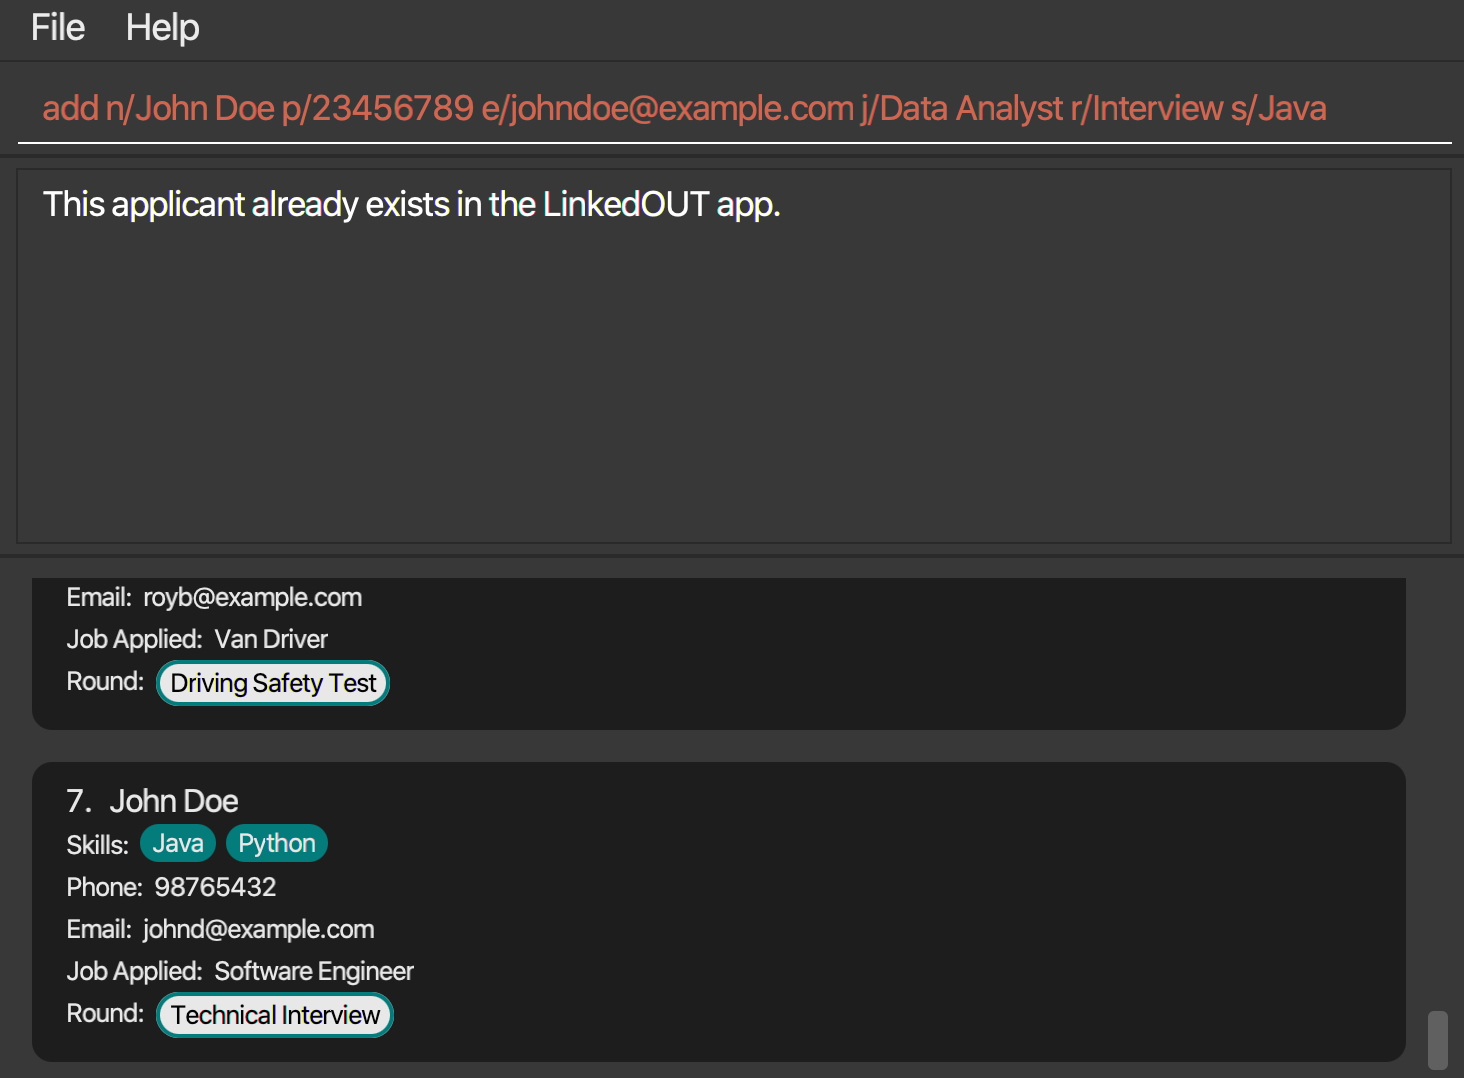 File Help
add n/John Doe p/23456789 e/johndoe@example.com j/Data Analyst r/Interview s/Java
This applicant already exists in the LinkedOUT app.
Email: royb@example.com
Job Applied: Van Driver
Round: Driving Safety Test
7. John Doe
Skills: Java Python
Phone: 98765432
Email: johnd@example.com
Job Applied: Software Engineer
Round: Technical Interview